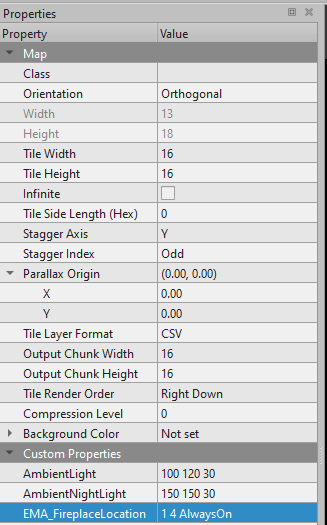 Properties
Property Value
Map
Class
Orientation Orthogonal
Width 13
Height 18
Tile Width 16
Tile Height 16
Infinite
Tile Side Length (Hex) 0
Stagger Axis Y
Stagger Index Odd
Parallax Origin (0.00, 0.00)
X 0.00
Y 0.00
Tile Layer Format CSV
Output Chunk Width 16
Output Chunk Height 16
Tile Render Order Right Down
Compression Level 0
Background Color Not set
Custom Properties
AmbientLight 100 120 30
AmbientNightLight 150 150 30
EMA_FireplaceLocation 1 4 AlwaysOn